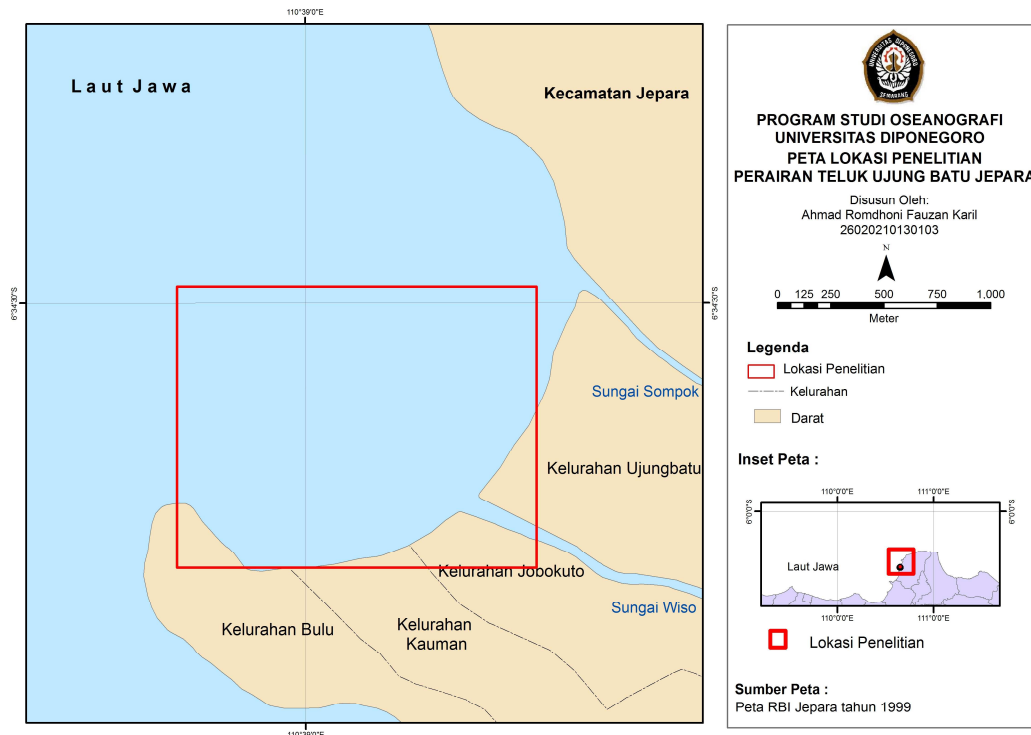 110°39'0"E
Laut Jawa
Kecamatan Jepara
6°34'30"S
6°34'30"S
Sungai Sompok
Kelurahan Ujungbatu
Kelurahan Jobokuto
Sungai Wiso
Kelurahan Bulu
Kelurahan
Kauman
110°39'0"E
UNIVERSITAS DIPONEGORO
SEMARANG
PROGRAM STUDI OSEANOGRAFI
UNIVERSITAS DIPONEGORO
PETA LOKASI PENELITIAN
PERAIRAN TELUK UJUNG BATU JEPARA
Disusun Oleh:
Ahmad Romdhoni Fauzan Karil
26020210130103
N
0 125 250 500 750 1,000
Meter
Legenda
Lokasi Penelitian
Kelurahan
Darat
Inset Peta :
110°0'0"E 111°0'0"E
6°0'0"S
6°0'0"S
Laut Jawa
110°0'0"E 111°0'0"E
Lokasi Penelitian
Sumber Peta :
Peta RBI Jepara tahun 1999